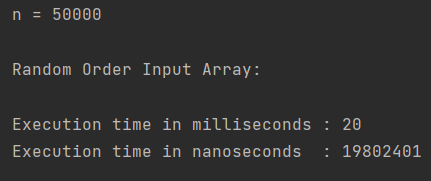 n = 50000
Random Order Input Array:
Execution time in milliseconds : 20
Execution time in nanoseconds  : 19802401